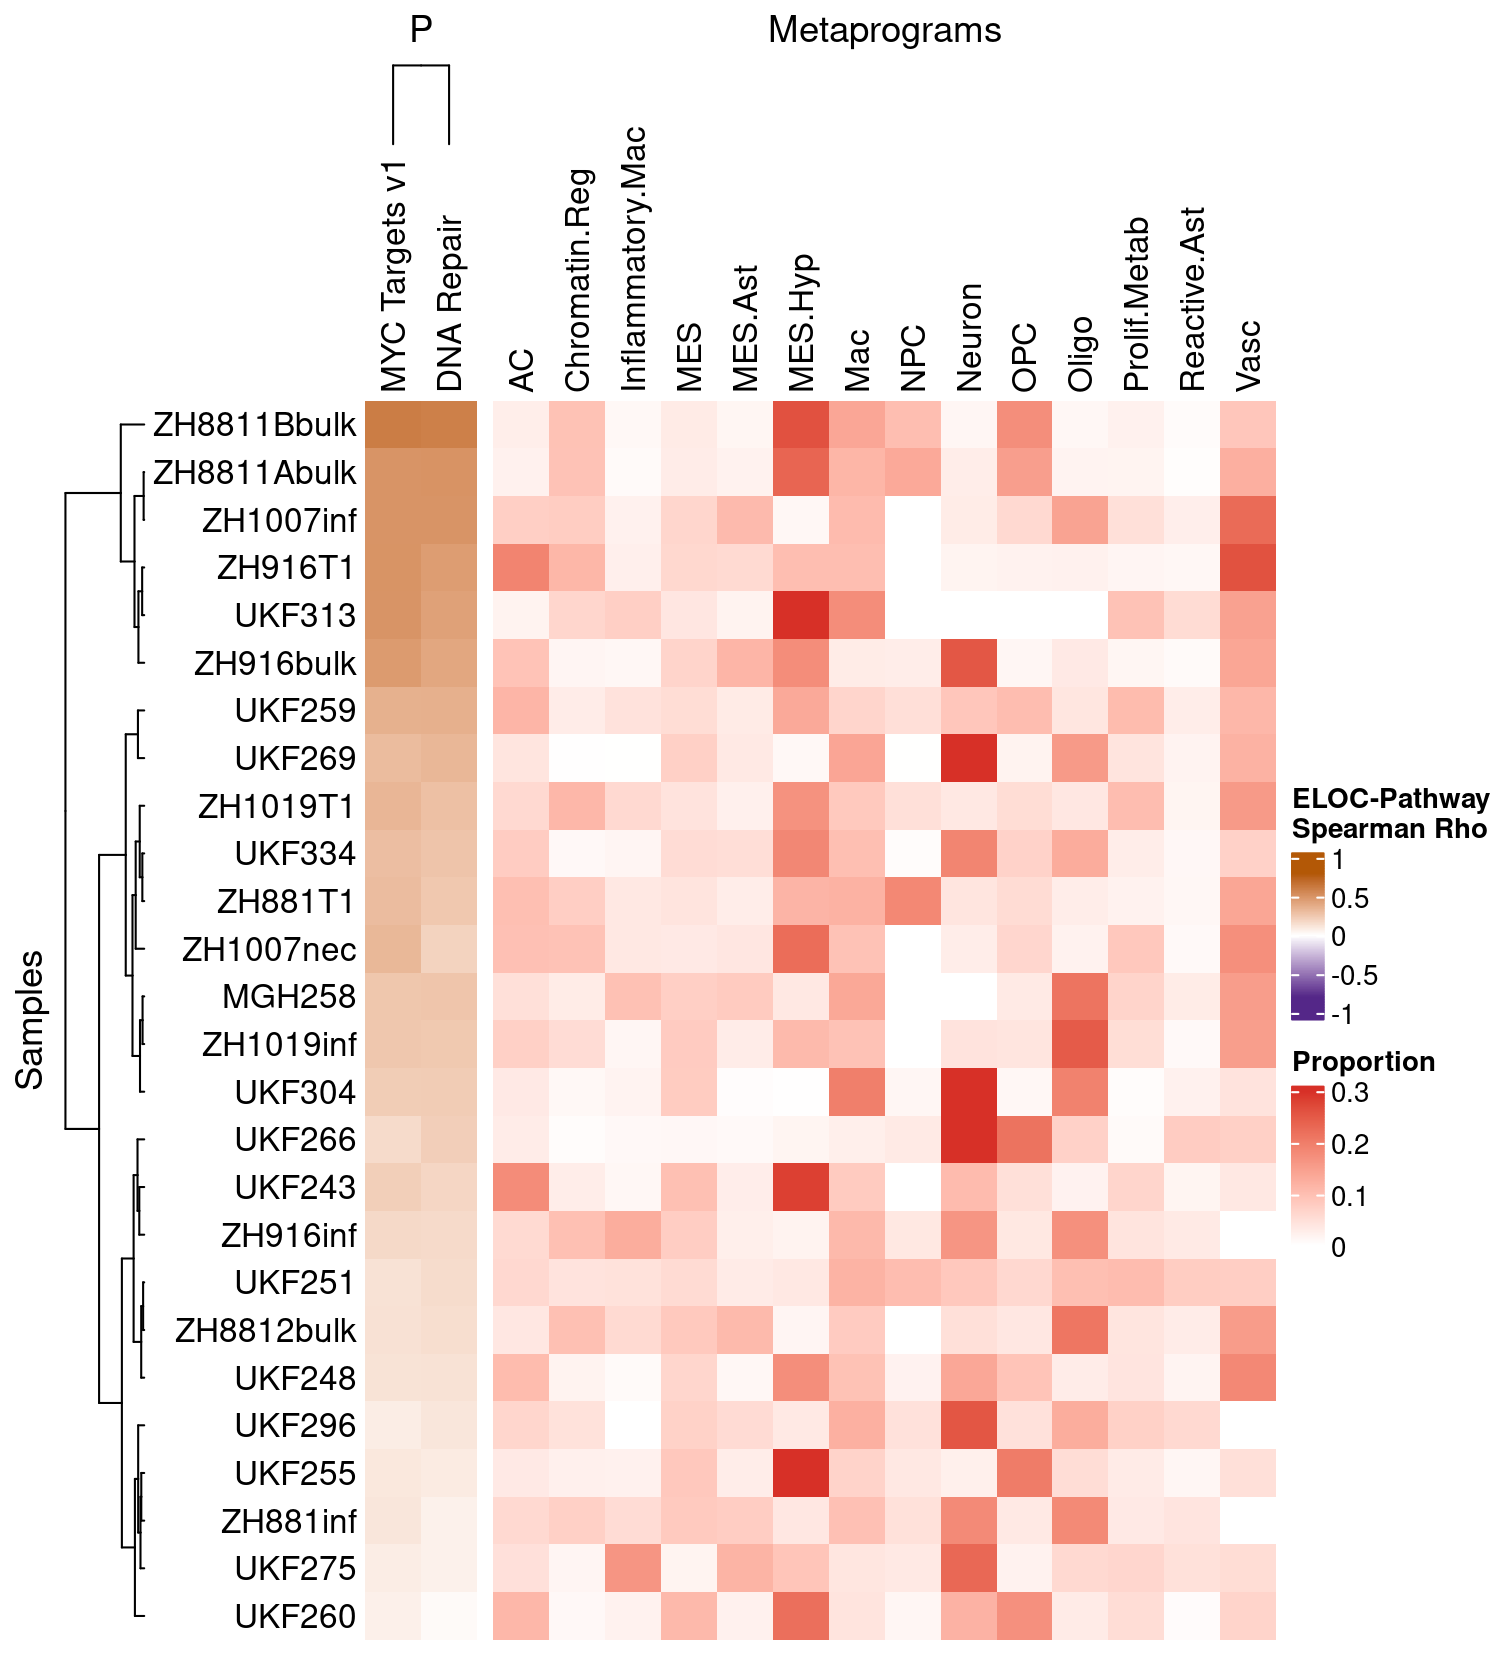 P
Metaprograms
MYC Targets v1
DNA Repair
AC
Chromatin.Reg
Inflammatory.Mac
MES
MES.Ast
MES.Hyp
Mac
NPC
Neuron
OPC
Oligo
Prolif.Metab
Reactive.Ast
Vasc
Samples
ZH8811Bbulk
ZH8811Abulk
ZH1007inf
ZH916T1
UKF313
ZH916bulk
UKF259
UKF269
ZH1019T1
UKF334
ZH881T1
ZH1007nec
MGH258
ZH1019inf
UKF304
UKF266
UKF243
ZH916inf
UKF251
ZH8812bulk
UKF248
UKF296
UKF255
ZH881inf
UKF275
UKF260
ELOC-Pathway
Spearman Rho
1
0.5
0
-0.5
-1
Proportion
0.3
0.2
0.1
0